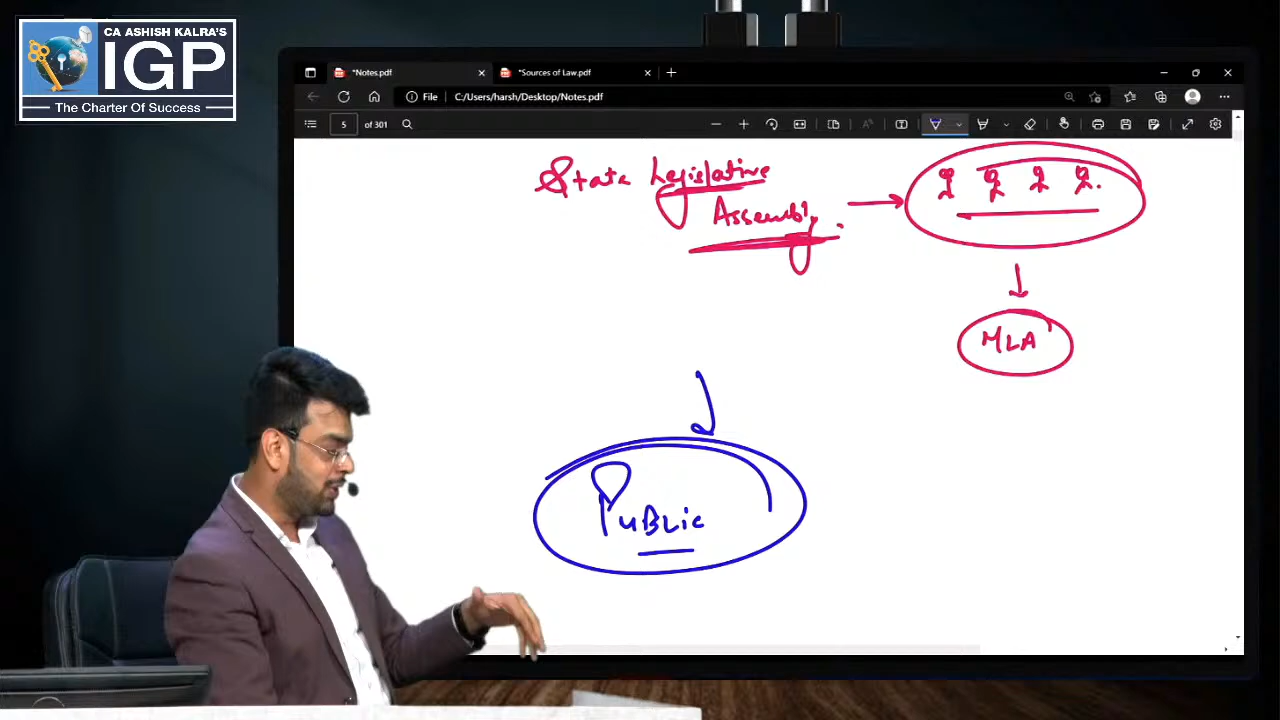 CA ASHISH KALRA'S
IGP
The Charter Of Success
*Notes.pdf
*Sources of Law.pdf
File
C:/Users/harsh/Desktop/Notes.pdf
5
of 301
State Legislative
Assembly
MLA
PUBLIC